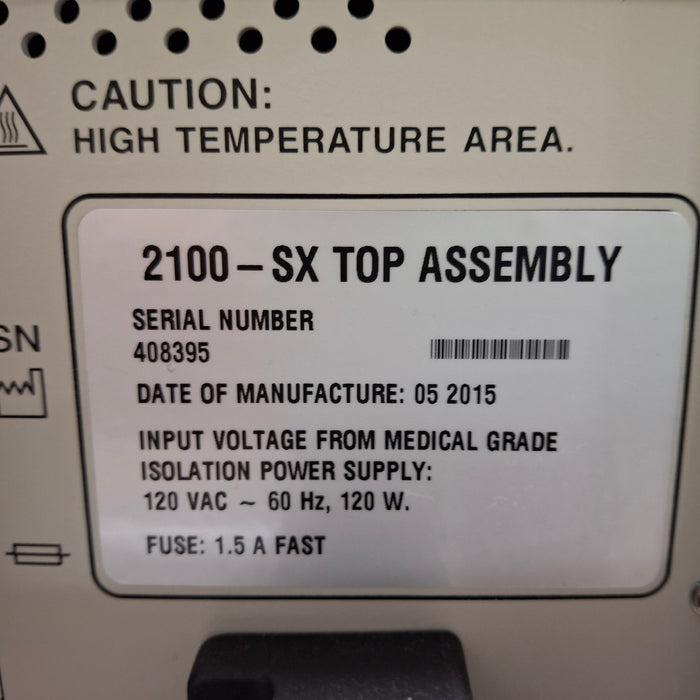 CAUTION:
HIGH TEMPERATURE AREA.
2100 – SX TOP ASSEMBLY
SERIAL NUMBER
408395
DATE OF MANUFACTURE: 05 2015
INPUT VOLTAGE FROM MEDICAL GRADE
ISOLATION POWER SUPPLY:
120 VAC ~ 60 Hz, 120 W.
FUSE: 1.5 A FAST
SN